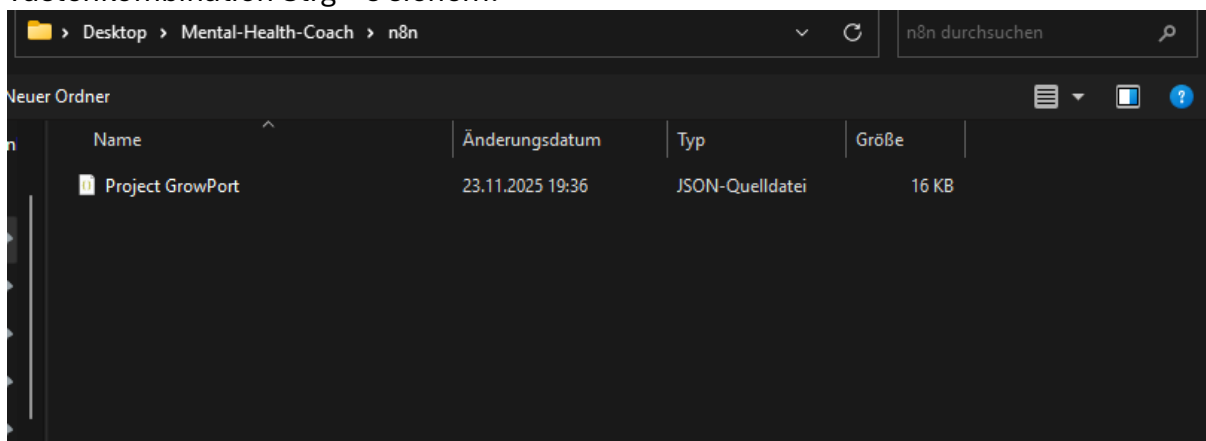 Desktop > Mental-Health-Coach > n8n
n8n durchsuchen
Neuer Ordner
Name Änderungsdatum Typ Größe
Project GrowPort 23.11.2025 19:36 JSON-Quelldatei 16 KB